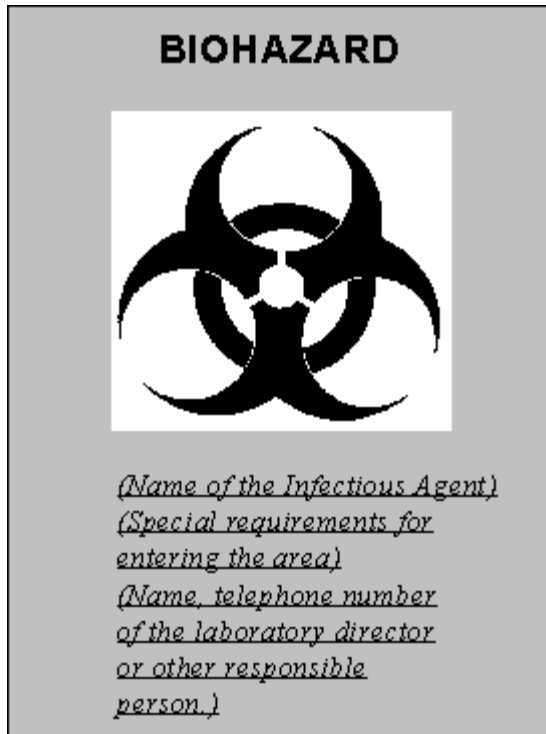 BIOHAZARD
(Name of the Infectious Agent)
(Special requirements for
entering the area)
(Name, telephone number
of the laboratory director
or other responsible
person.)